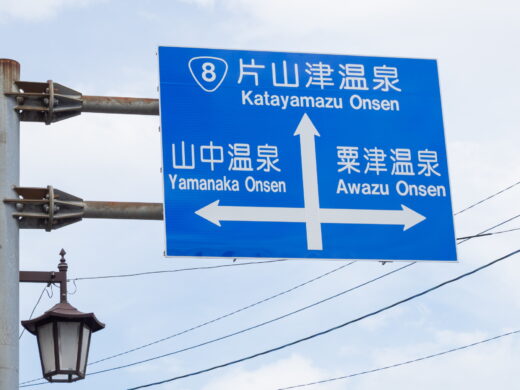 8 片山津温泉
Katayamazu Onsen
山中温泉
Yamanaka Onsen
粟津温泉
Awazu Onsen